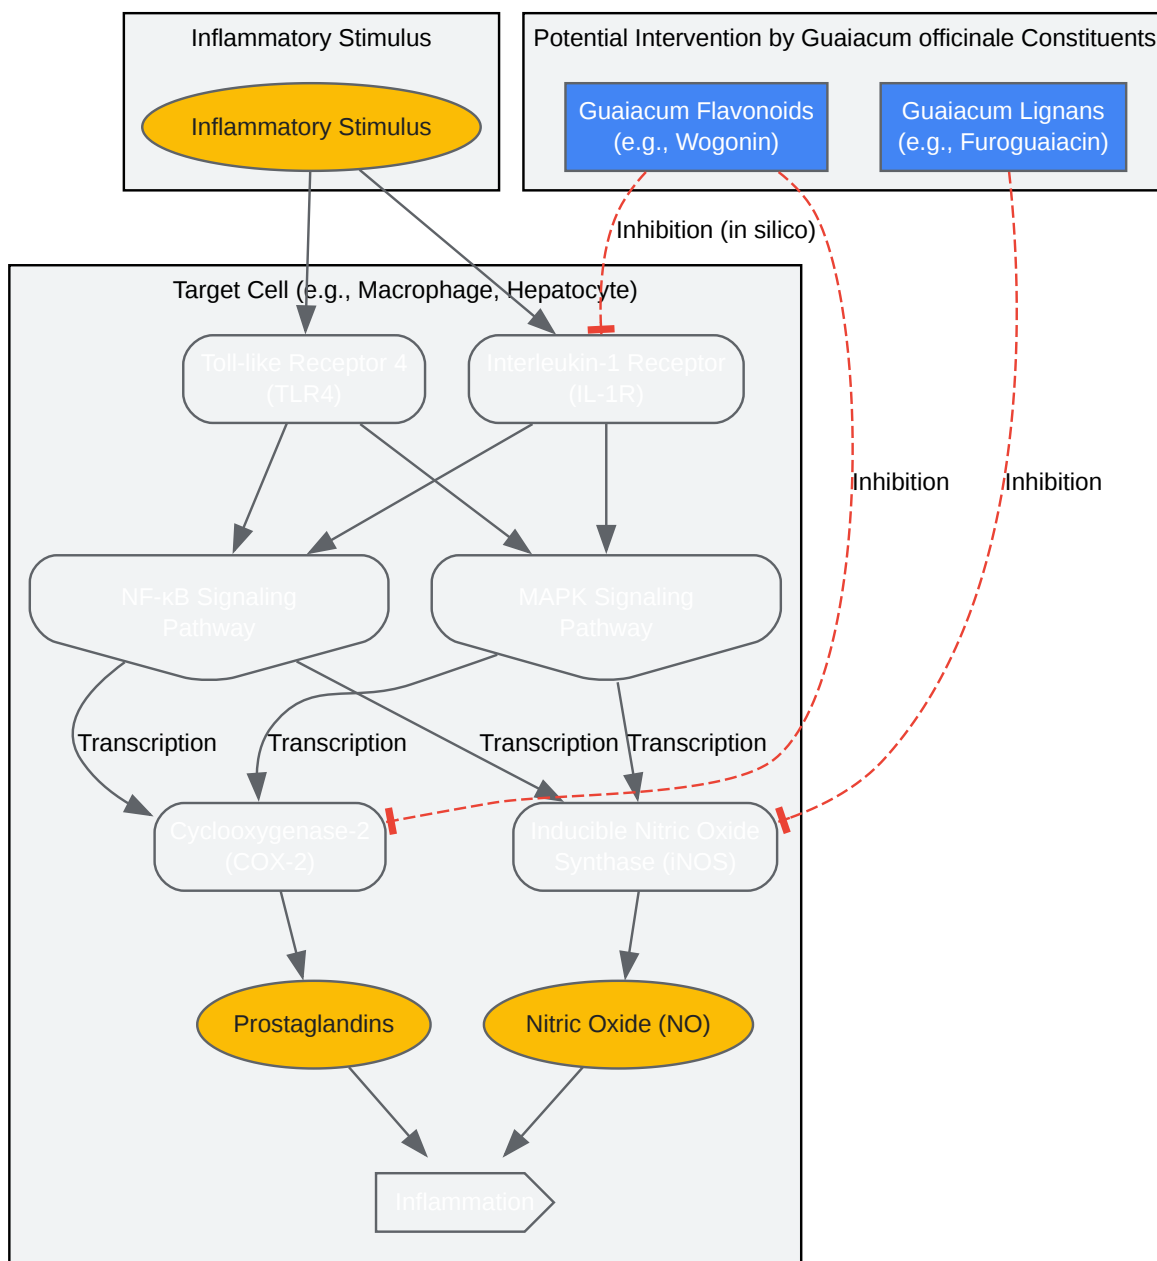 Inflammatory Stimulus
Potential Intervention by Guaiacum officinale Constituents
Inflammatory Stimulus
Guaiacum Flavonoids
(e.g., Wogonin)
Guaiacum Lignans
(e.g., Furoguaiacin)
Inhibition (in silico)
Target Cell (e.g., Macrophage, Hepatocyte)
Toll-like Receptor 4
(TLR4)
Interleukin-1 Receptor
(IL-1R)
Inhibition
Inhibition
NF-κB Signaling
Pathway
MAPK Signaling
Pathway
Transcription
Transcription
Transcription
Transcription
Cyclooxygenase-2
(COX-2)
Inducible Nitric Oxide
Synthase (iNOS)
Prostaglandins
Nitric Oxide (NO)
Inflammation